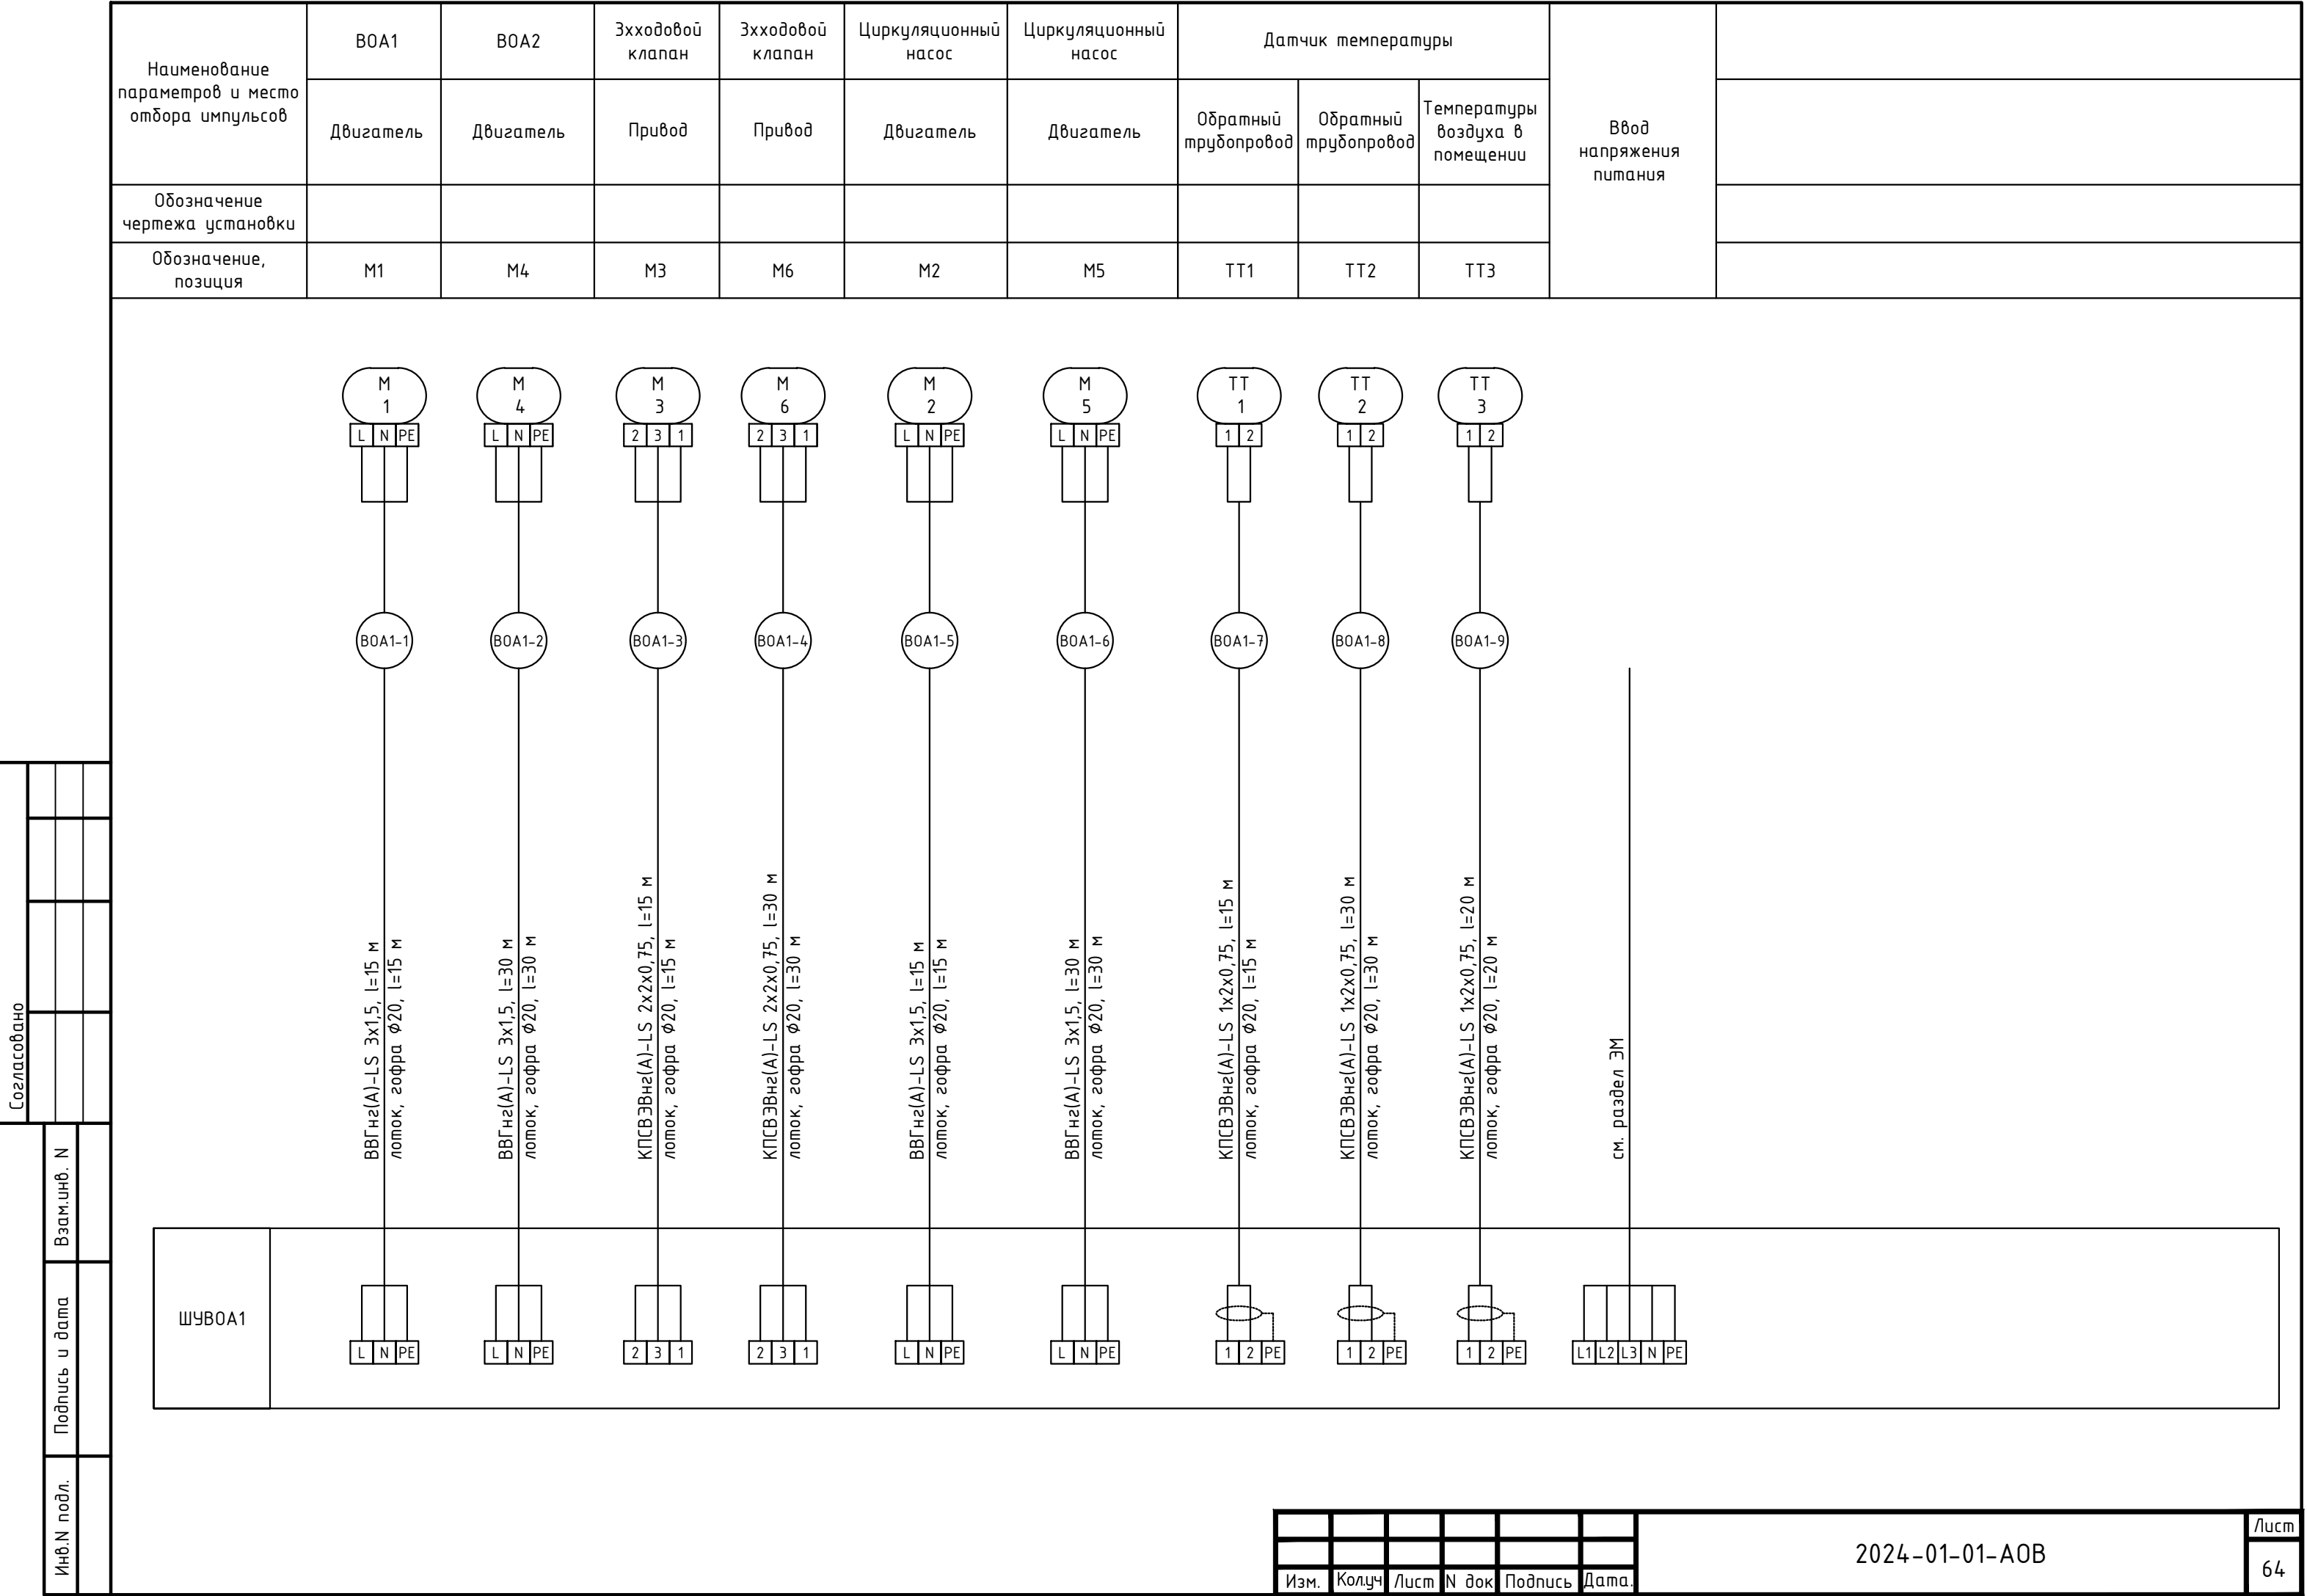 Наименование
параметров и место
отбора импульсов
ВОА1
ВОА2
3хходовой
клапан
3хходовой
клапан
Циркуляционный
насос
Циркуляционный
насос
Датчик температуры
Ввод
напряжения
питания
Двигатель
Двигатель
Привод
Привод
Двигатель
Двигатель
Обратный
трубопровод
Обратный
трубопровод
Температуры
воздуха в
помещении
Обозначение
чертежа установки
Обозначение,
позиция
М1
М4
М3
М6
М2
М5
ТТ1
ТТ2
ТТ3
М
1
М
4
М
3
М
6
М
2
М
5
ТТ
1
ТТ
2
ТТ
3
L N PE
L N PE
2 3 1
2 3 1
L N PE
L N PE
1 2
1 2
1 2
ВОА1-1
ВОА1-2
ВОА1-3
ВОА1-4
ВОА1-5
ВОА1-6
ВОА1-7
ВОА1-8
ВОА1-9
ВВГнг(А)-LS 3х1,5, l=15 м
лоток, гофра ϕ20, l=15 м
ВВГнг(А)-LS 3х1,5, l=30 м
лоток, гофра ϕ20, l=30 м
КПСВЭВнг(А)-LS 2х2х0,75, l=15 м
лоток, гофра ϕ20, l=15 м
КПСВЭВнг(А)-LS 2х2х0,75, l=30 м
лоток, гофра ϕ20, l=30 м
ВВГнг(А)-LS 3х1,5, l=15 м
лоток, гофра ϕ20, l=15 м
ВВГнг(А)-LS 3х1,5, l=30 м
лоток, гофра ϕ20, l=30 м
КПСВЭВнг(А)-LS 1х2х0,75, l=15 м
лоток, гофра ϕ20, l=15 м
КПСВЭВнг(А)-LS 1х2х0,75, l=30 м
лоток, гофра ϕ20, l=30 м
КПСВЭВнг(А)-LS 1х2х0,75, l=20 м
лоток, гофра ϕ20, l=20 м
см. раздел ЭМ
ШУВОА1
L N PE
L N PE
2 3 1
2 3 1
L N PE
L N PE
1 2 PE
1 2 PE
1 2 PE
L1 L2 L3 N PE
Согласовано
Взам.инв. N
Подпись и дата
Инв.N подл.
Изм.
Кол.уч
Лист
N док
Подпись
Дата.
2024-01-01-АОВ
Лист
64